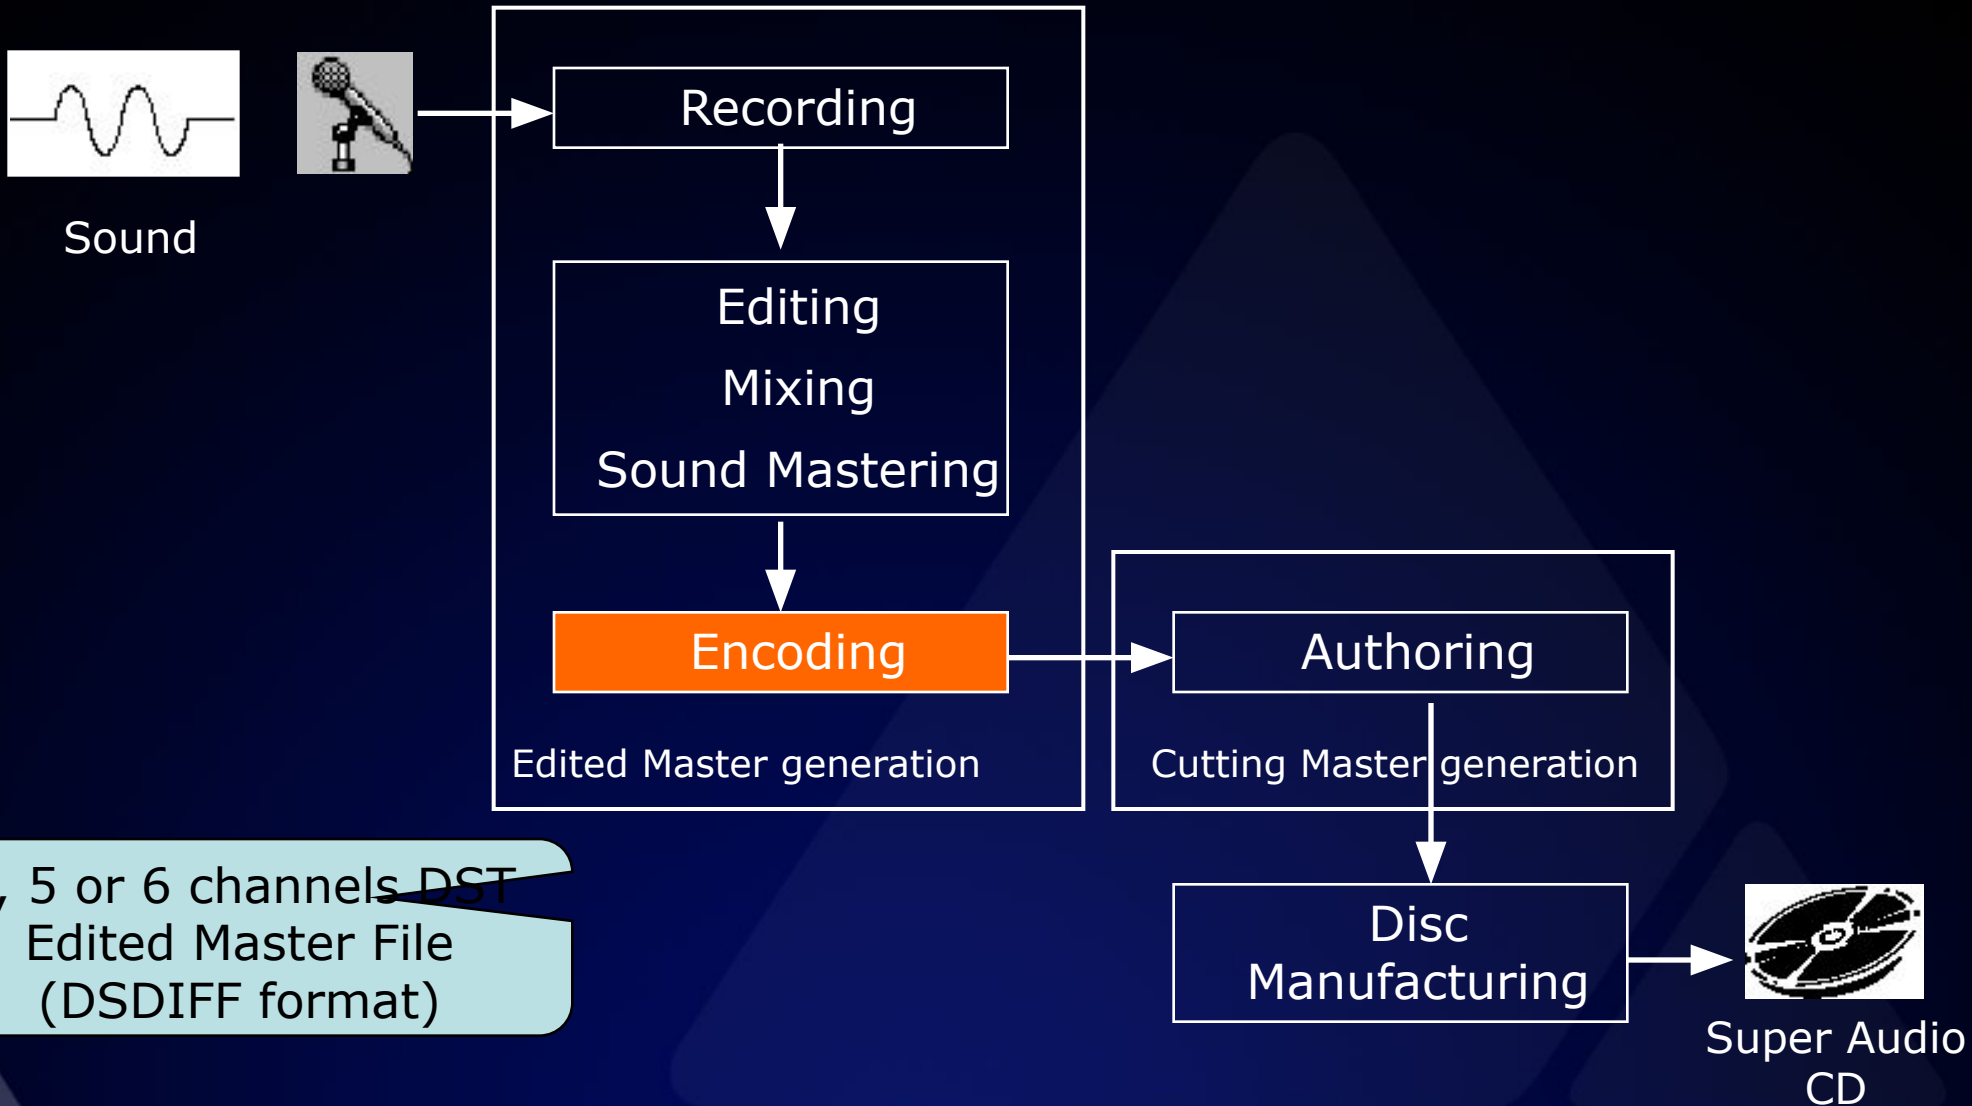 Sound
Recording
Editing
Mixing
Sound Mastering
Encoding
Edited Master generation
Authoring
Cutting Master generation
, 5 or 6 channels DST
Edited Master File
(DSDIFF format)
Disc
Manufacturing
Super Audio
CD